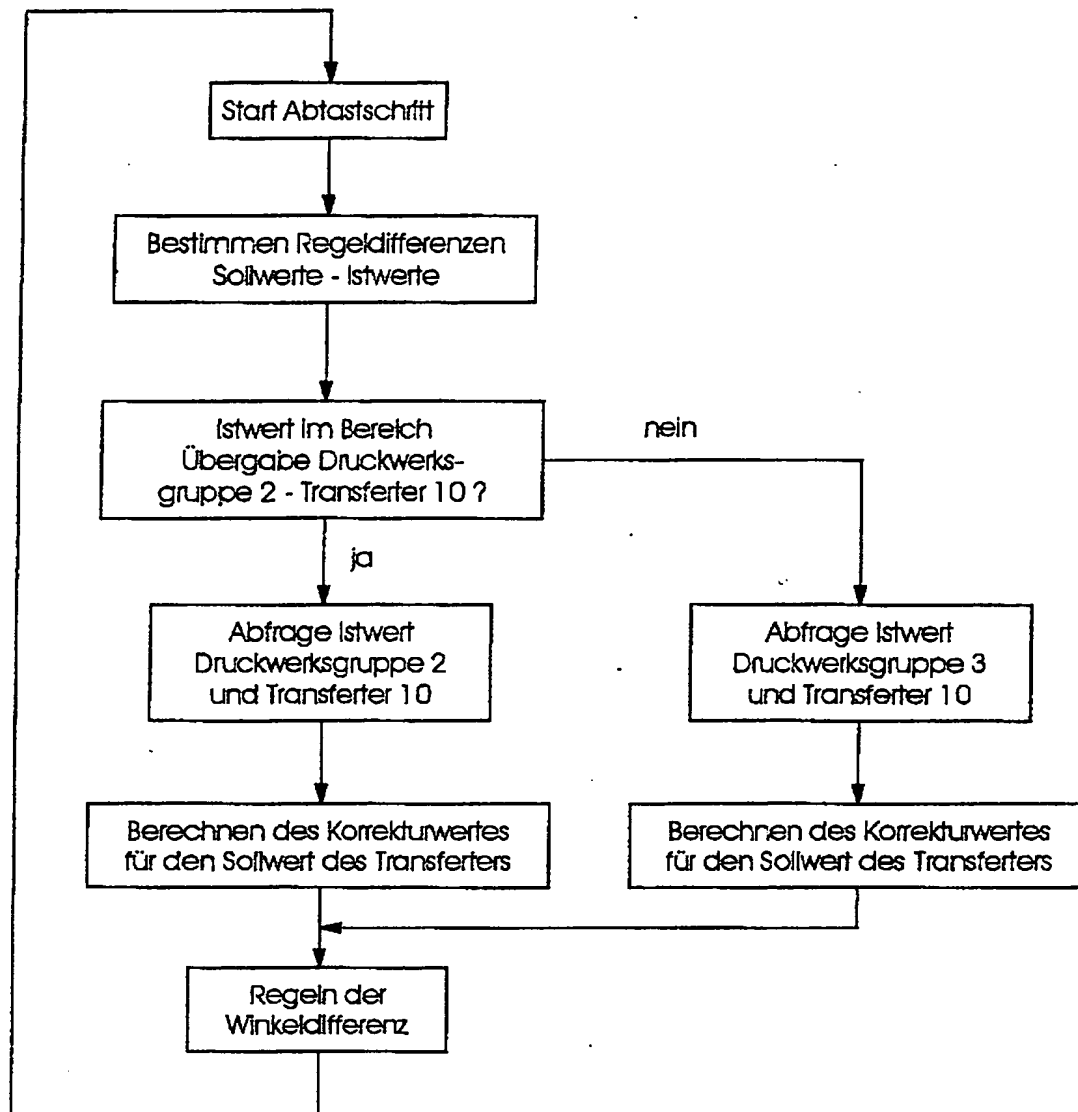 Start Abtastschritt
Bestimmen Regeldifferenzen
Sollwerte - Istwerte
Istwert im Bereich
Übergabe Druckwerks-
gruppe 2 - Transferter 10 ?
nein
ja
Abfrage Istwert
Druckwerksgruppe 2
und Transferter 10
Abfrage Istwert
Druckwerksgruppe 3
und Transferter 10
Berechnen des Korrekturwertes
für den Sollwert des Transferters
Berechnen des Korrekturwertes
für den Sollwert des Transferters
Regeln der
Winkeldifferenz